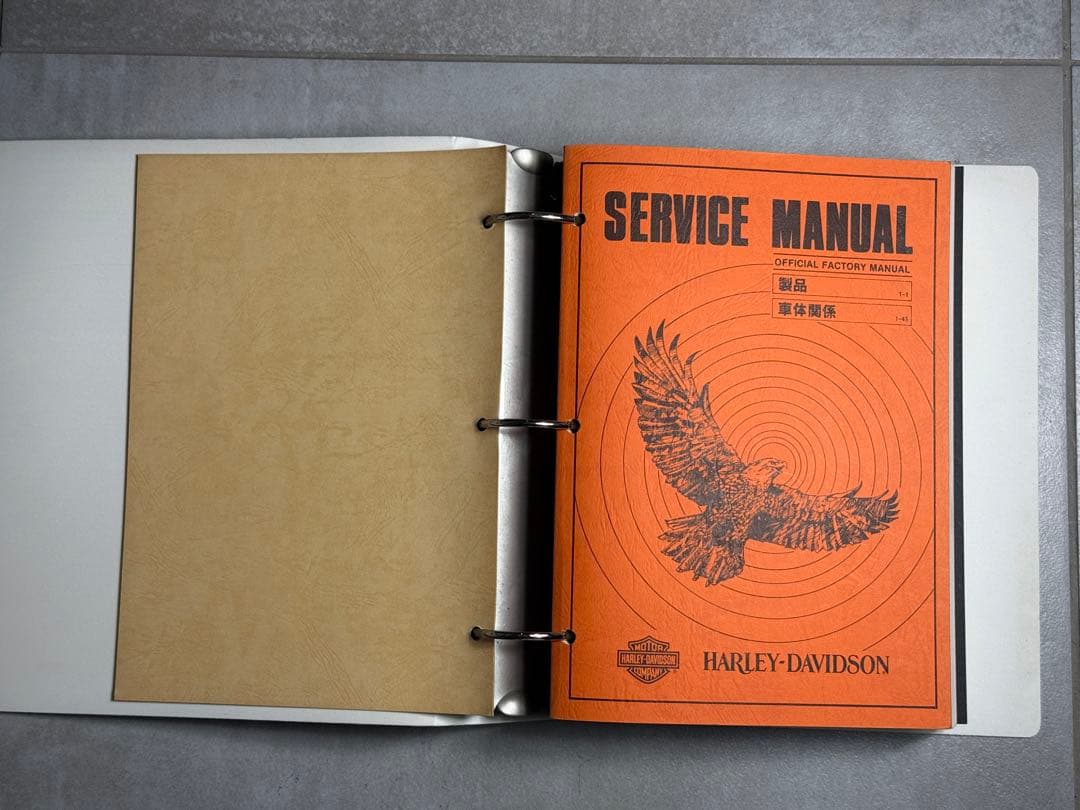 SERVICE MANUAL
OFFICIAL FACTORY MANUAL
製品 1-1
車体関係 1-45
MOTOR
HARLEY-DAVIDSON
COMPANY
®
HARLEY-DAVIDSON